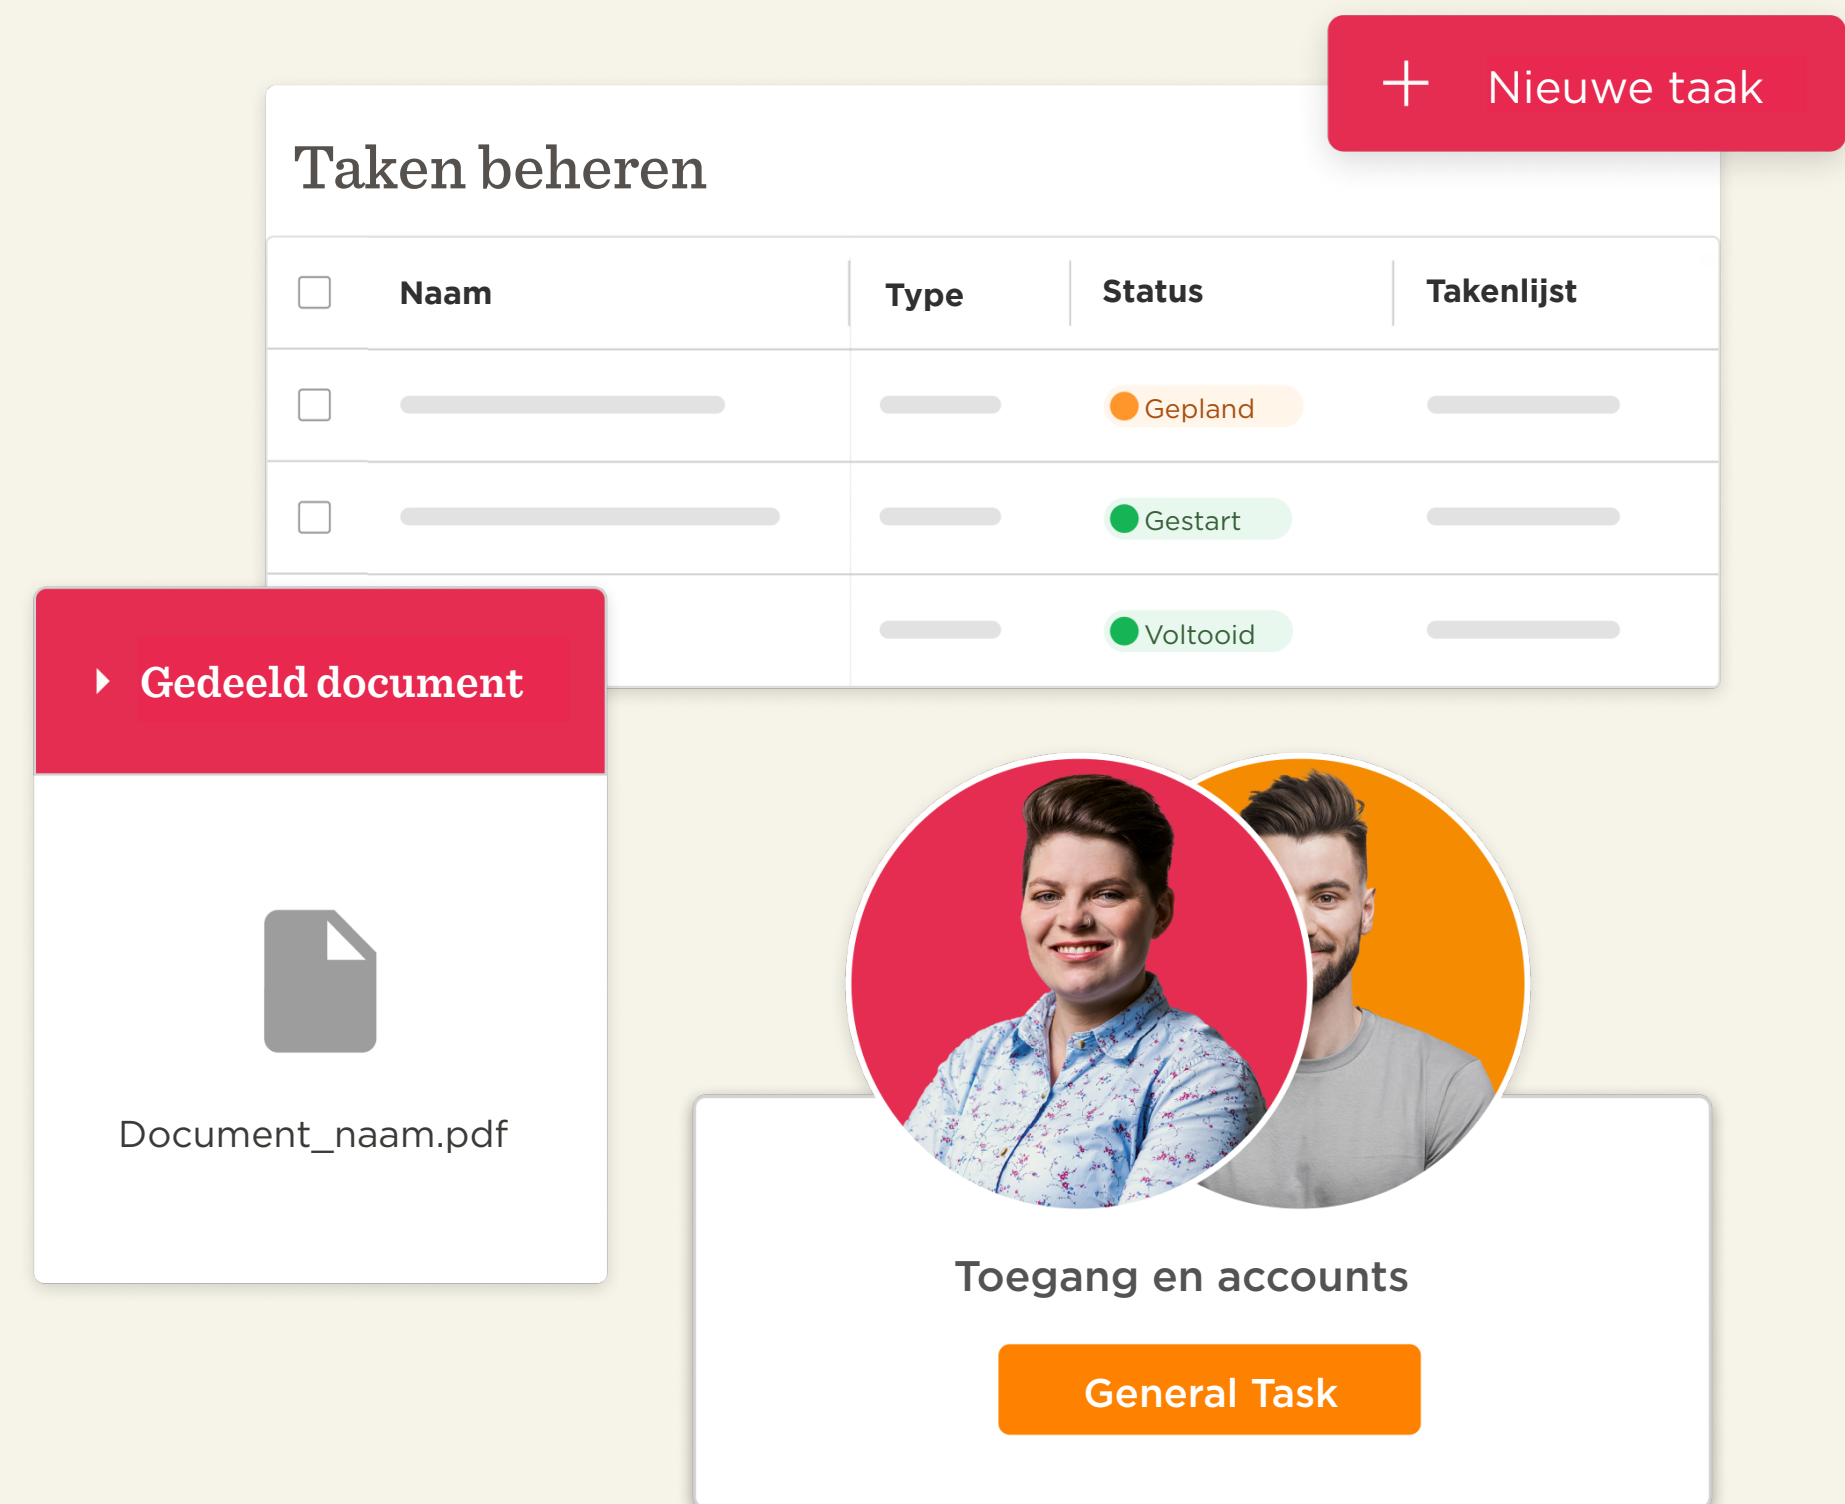 Nieuwe taak
Taken beheren
Naam Type Status Takenlijst
Gepland
Gestart
Voltooid
Gedeeld document
Document_naam.pdf
Toegang en accounts
General Task